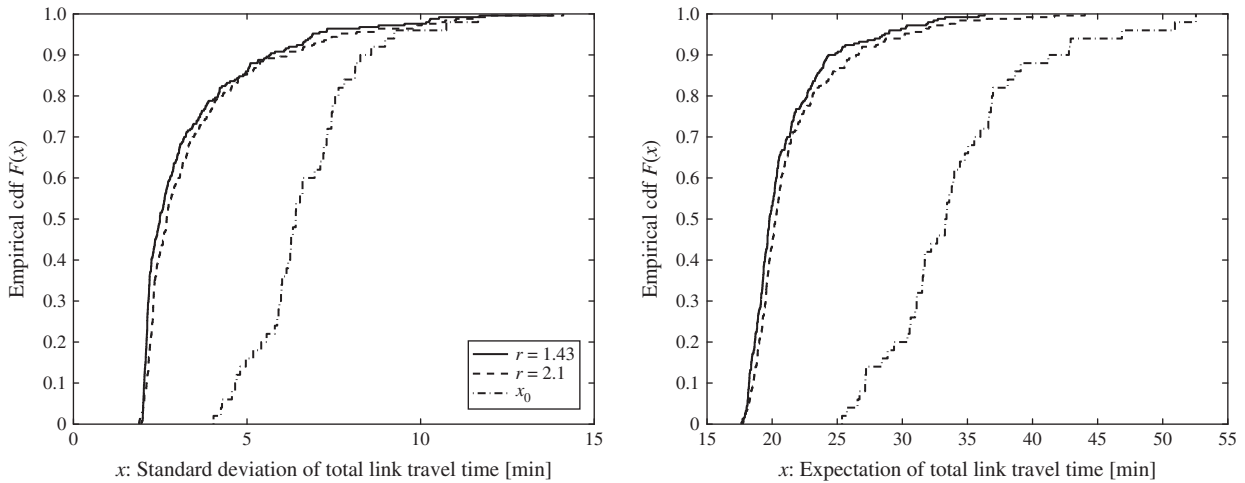 Empirical cdf F(x)
1.0
0.9
0.8
0.7
0.6
0.5
0.4
0.3
0.2
0.1
0
r = 1.43
r = 2.1
x₀
0 5 10 15
x: Standard deviation of total link travel time [min]
Empirical cdf F(x)
1.0
0.9
0.8
0.7
0.6
0.5
0.4
0.3
0.2
0.1
0
15 20 25 30 35 40 45 50 55
x: Expectation of total link travel time [min]